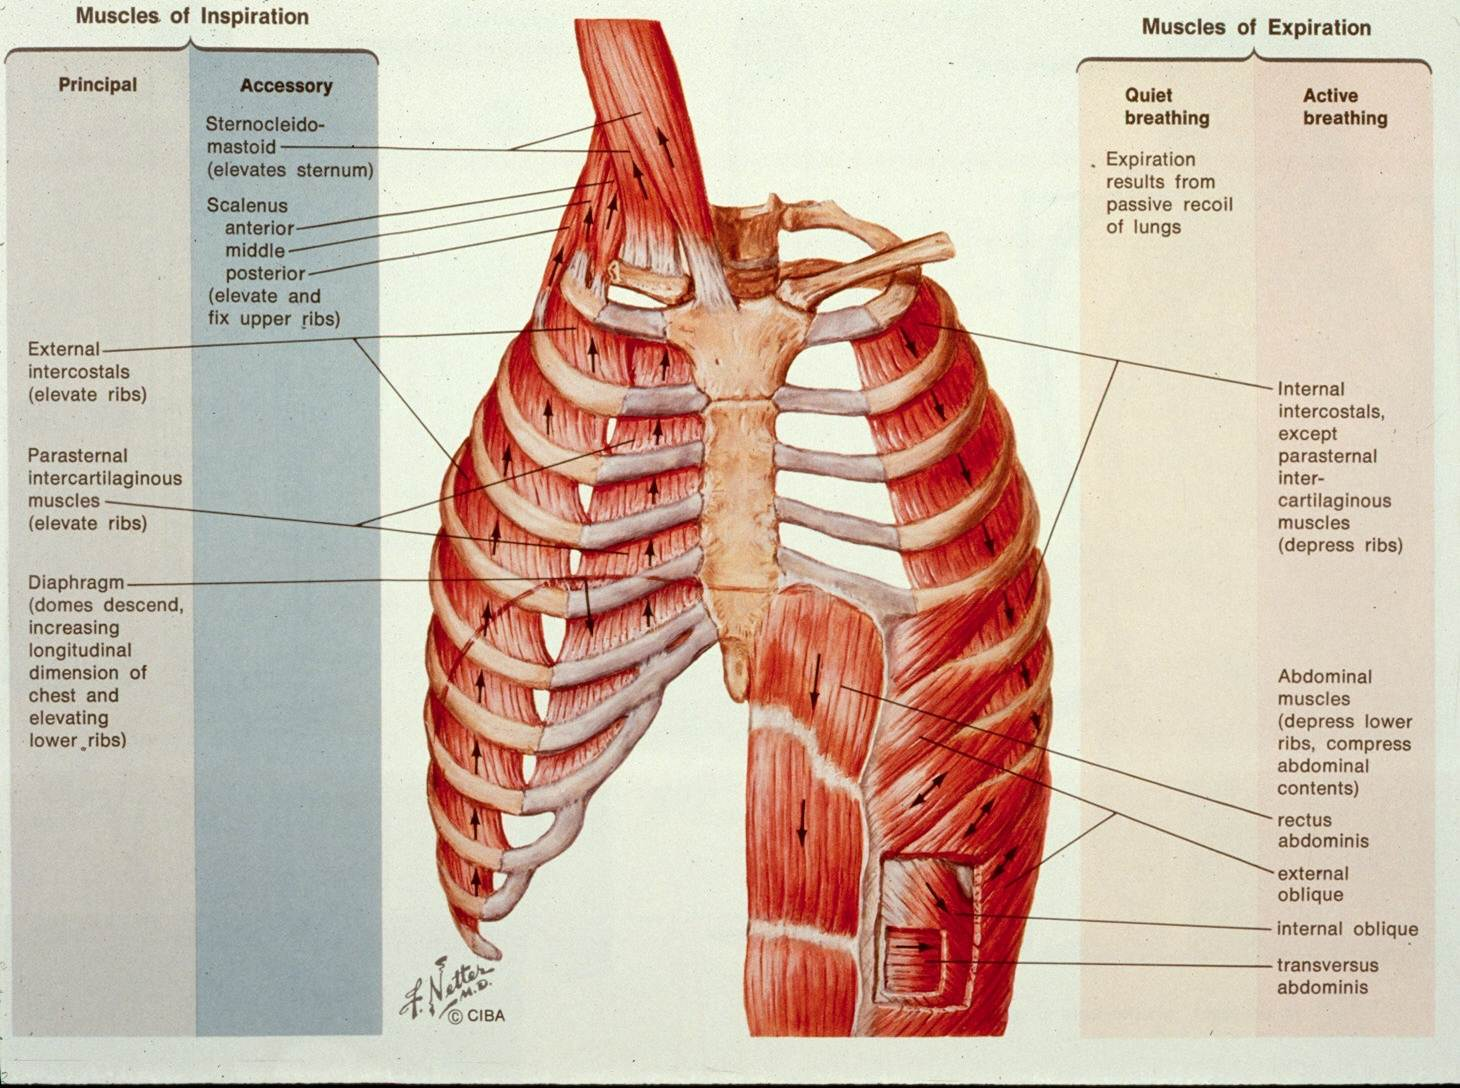 Muscles of Inspiration
Principal
Accessory
Sternocleido-
mastoid
(elevates sternum)
Scalenus
anterior
middle
posterior
(elevate and
fix upper ribs)
External
intercostals
(elevate ribs)
Parasternal
intercartilaginous
muscles
(elevate ribs)
Diaphragm
(domes descend,
increasing
longitudinal
dimension of
chest and
elevating
lower ribs)
Muscles of Expiration
Quiet
breathing
Active
breathing
Expiration
results from
passive recoil
of lungs
Internal
intercostals,
except
parasternal
inter-
cartilaginous
muscles
(depress ribs)
Abdominal
muscles
(depress lower
ribs, compress
abdominal
contents)
rectus
abdominis
external
oblique
internal oblique
transversus
abdominis
F. Netter
M.D.
© CIBA